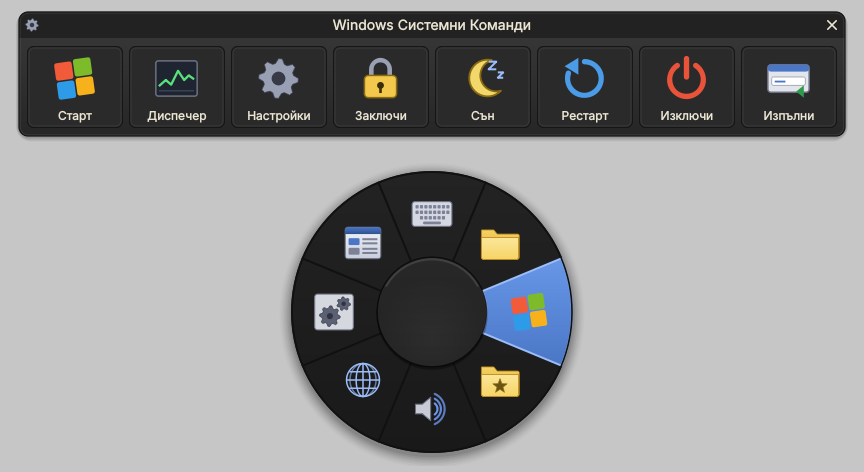 Windows Системни Команди
Старт
Диспечер
Настройки
Заключи
Сън
Рестарт
Изключи
Изпълни